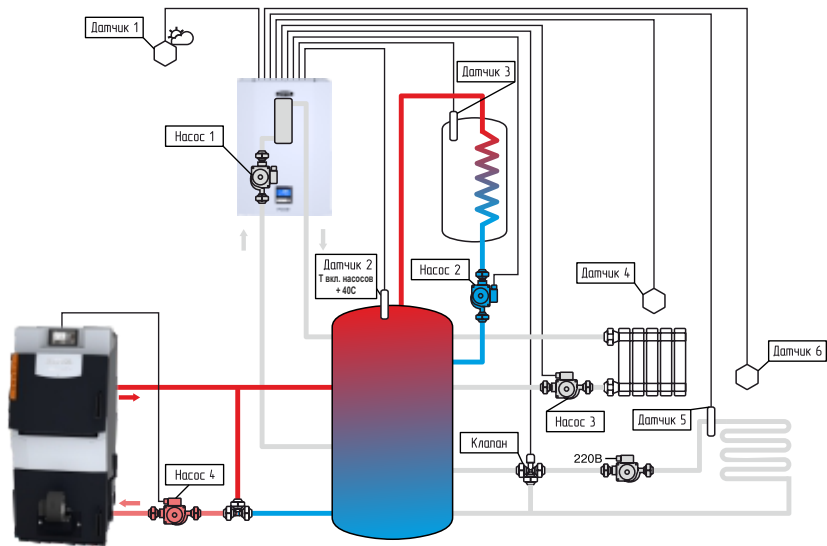 Датчик 1
Датчик 3
Насос 1
Датчик 2
Т вкл. насосов
+ 40С
Насос 2
Датчик 4
Датчик 6
Насос 3
Датчик 5
Клапан
220В
Насос 4